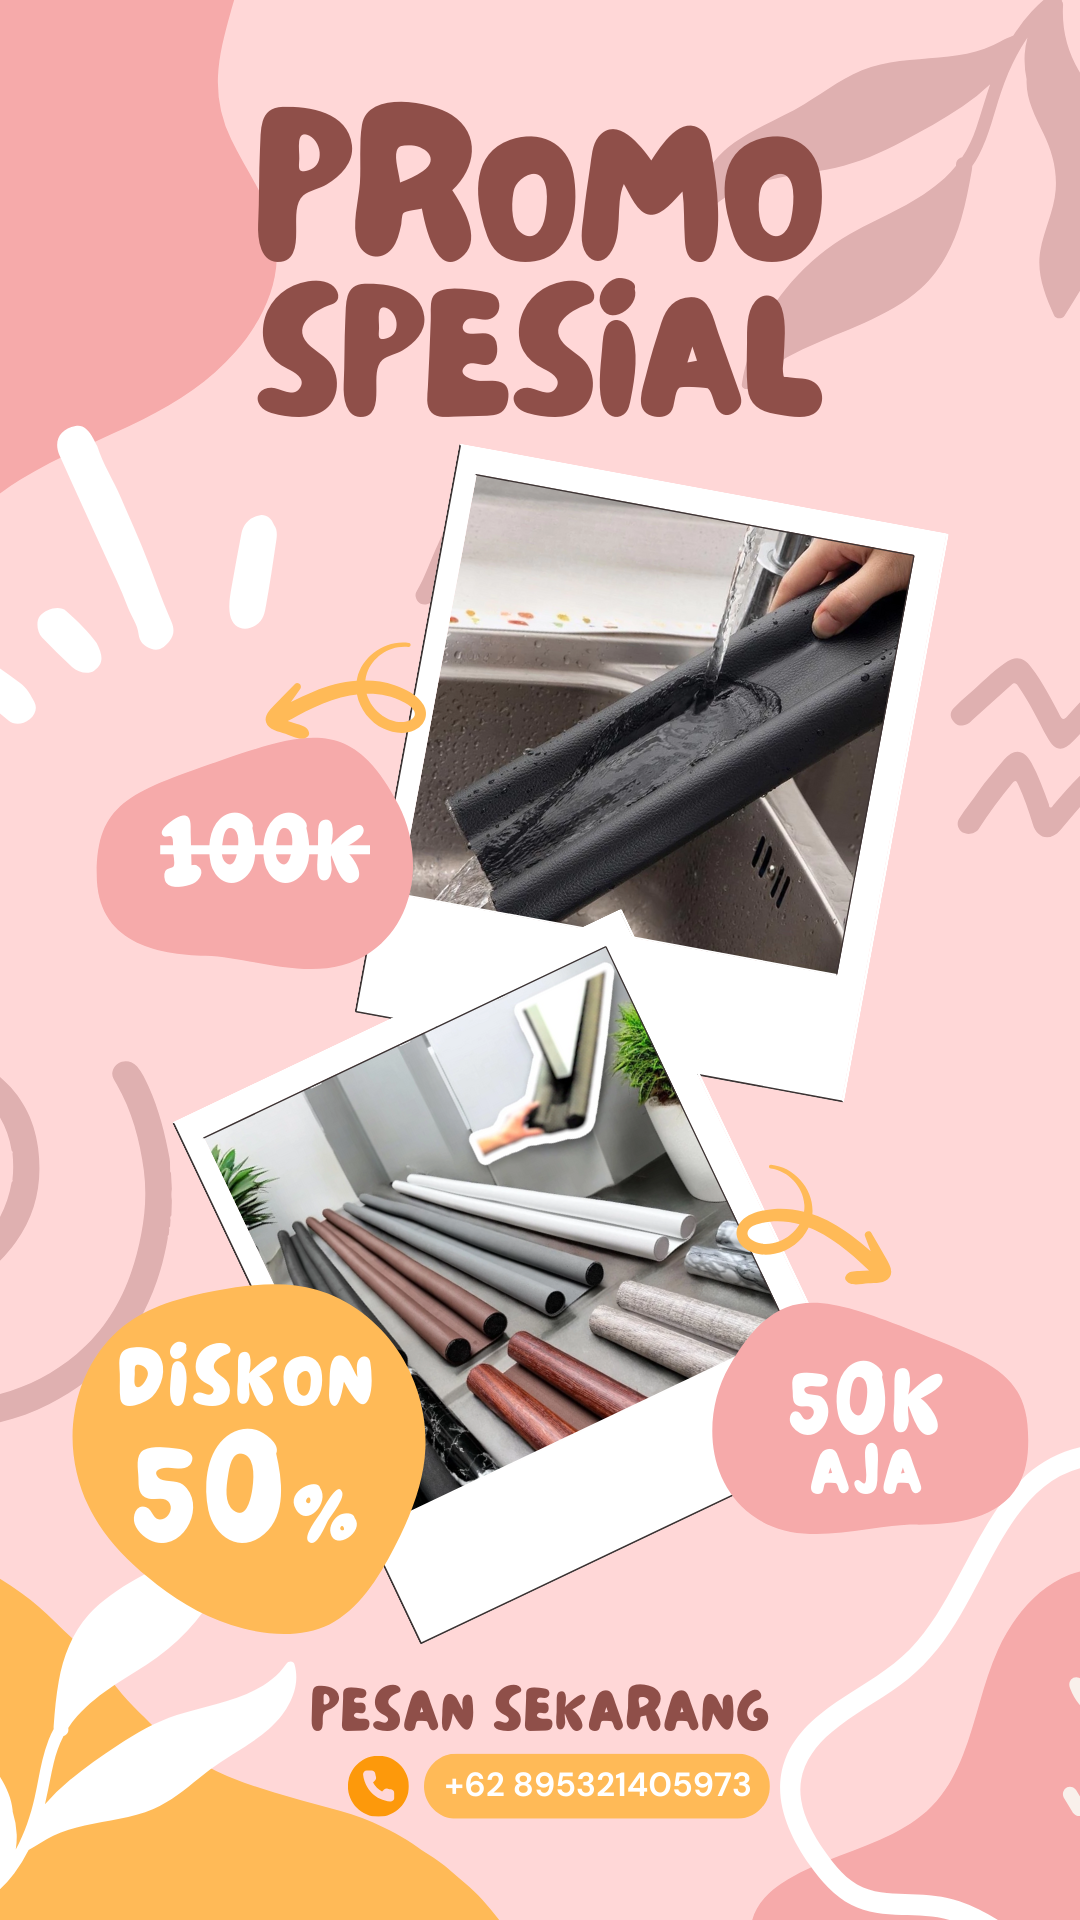 PROMO
SPESiAL
100K
DiSKON
50%
50K
AJA
PESAN SEKARANG
+62 895321405973